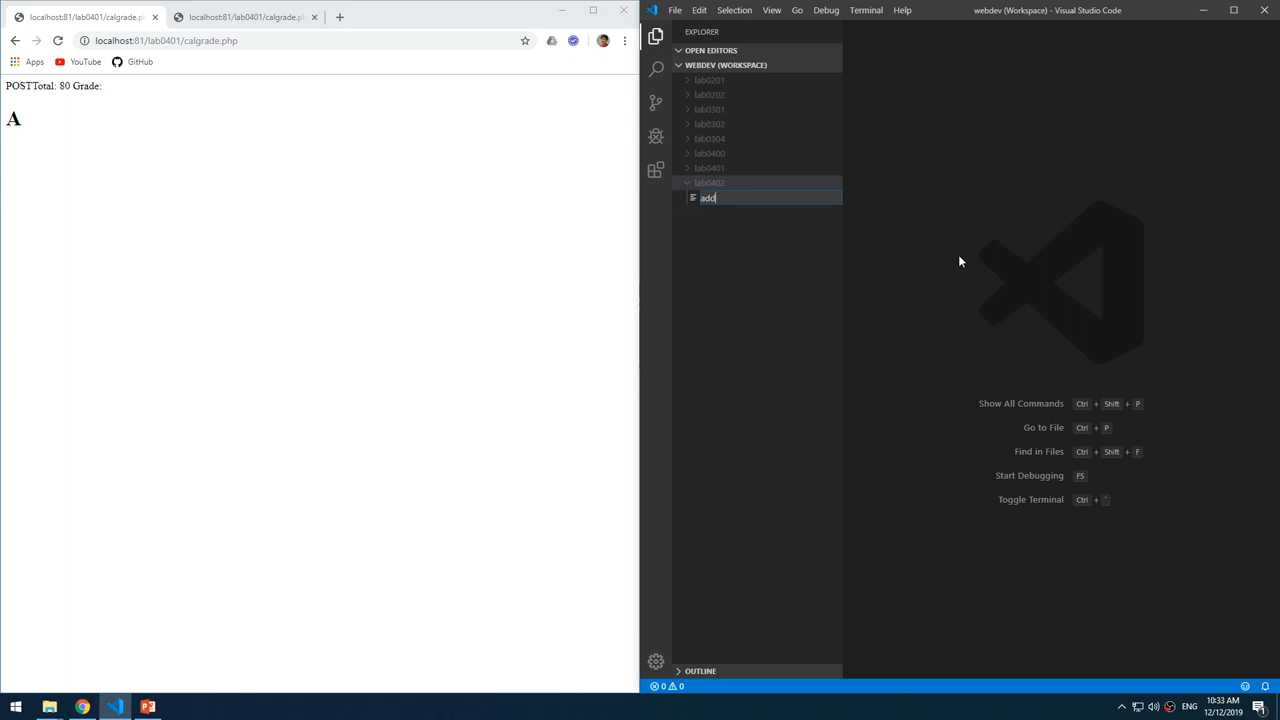 localhost:81/lab0401/calgrade.ph
localhost:81/lab0401/calgrade.ph
localhost:81/lab0401/calgrade.php
Apps
YouTube
GitHub
POSTTotal: 80 Grade:
A
File Edit Selection View Go Debug Terminal Help
webdev (Workspace) - Visual Studio Code
EXPLORER
OPEN EDITORS
WEBDEV (WORKSPACE)
lab0201
lab0202
lab0301
lab0302
lab0304
lab0400
lab0401
lab0402
add
Show All Commands Ctrl + Shift + P
Go to File Ctrl + P
Find in Files Ctrl + Shift + F
Start Debugging F5
Toggle Terminal Ctrl + `
OUTLINE
0 0
ENG
10:33 AM
12/12/2019
1